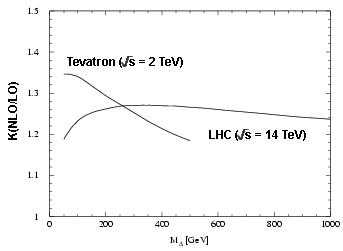 1.5
1.4
1.3
1.2
1.1
1
K(NLO/LO)
Tevatron (√s = 2 TeV)
LHC (√s = 14 TeV)
0 200 400 600 800 1000
M_A [GeV]